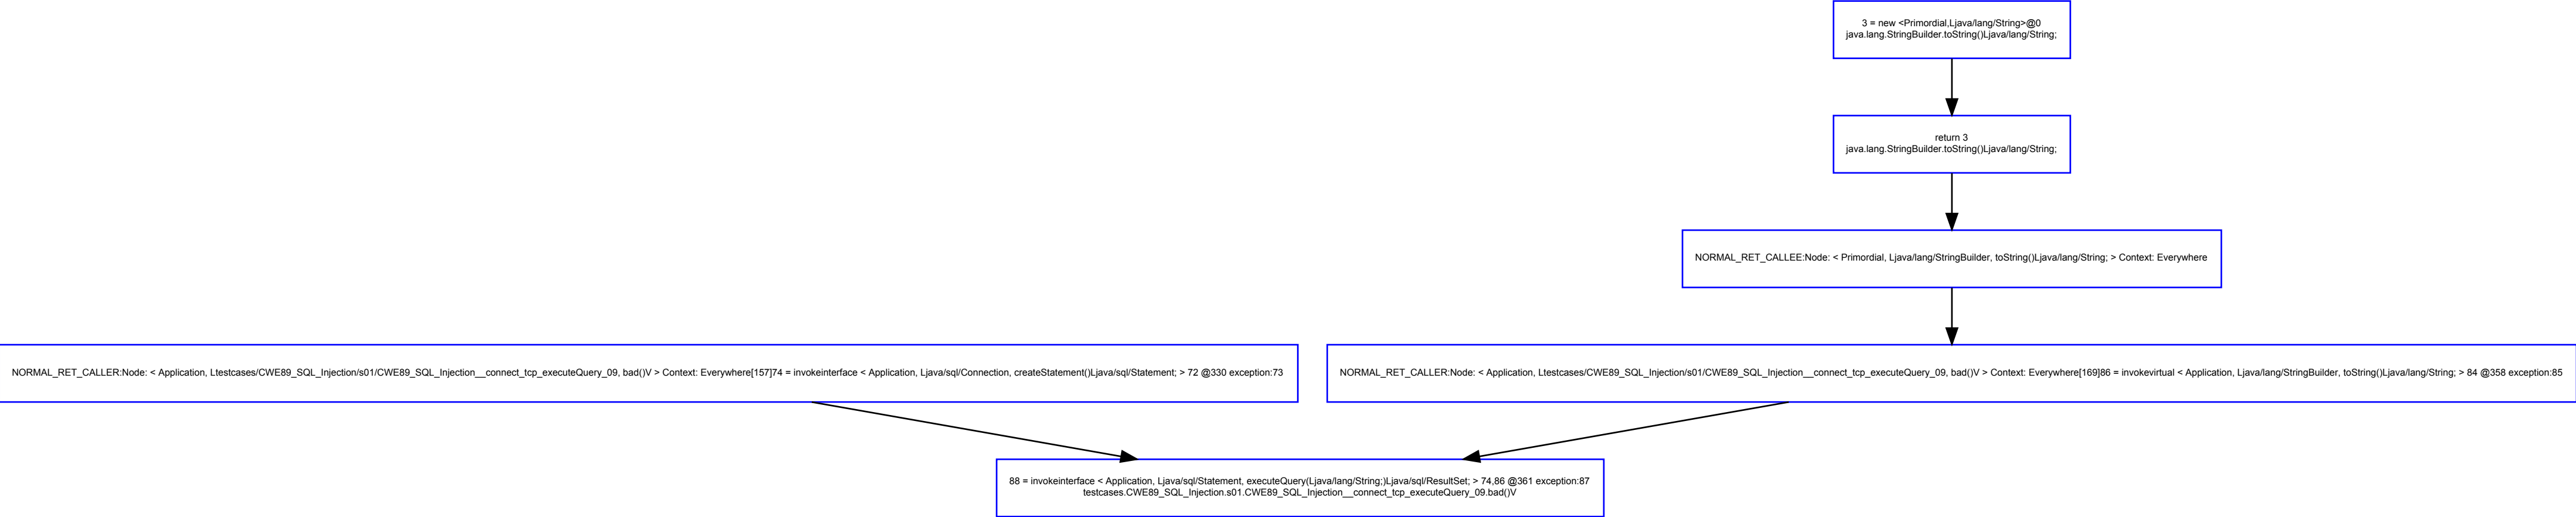 3 = new <Primordial,Ljava/lang/String>@0
java.lang.StringBuilder.toString()Ljava/lang/String;
return 3
java.lang.StringBuilder.toString()Ljava/lang/String;
NORMAL_RET_CALLEE:Node: < Primordial, Ljava/lang/StringBuilder, toString()Ljava/lang/String; > Context: Everywhere
NORMAL_RET_CALLER:Node: < Application, Ltestcases/CWE89_SQL_Injection/s01/CWE89_SQL_Injection__connect_tcp_executeQuery_09, bad()V > Context: Everywhere[157]74 = invokeinterface < Application, Ljava/sql/Connection, createStatement()Ljava/sql/Statement; > 72 @330 exception:73
NORMAL_RET_CALLER:Node: < Application, Ltestcases/CWE89_SQL_Injection/s01/CWE89_SQL_Injection__connect_tcp_executeQuery_09, bad()V > Context: Everywhere[169]86 = invokevirtual < Application, Ljava/lang/StringBuilder, toString()Ljava/lang/String; > 84 @358 exception:85
88 = invokeinterface < Application, Ljava/sql/Statement, executeQuery(Ljava/lang/String;)Ljava/sql/ResultSet; > 74,86 @361 exception:87
testcases.CWE89_SQL_Injection.s01.CWE89_SQL_Injection__connect_tcp_executeQuery_09.bad()V